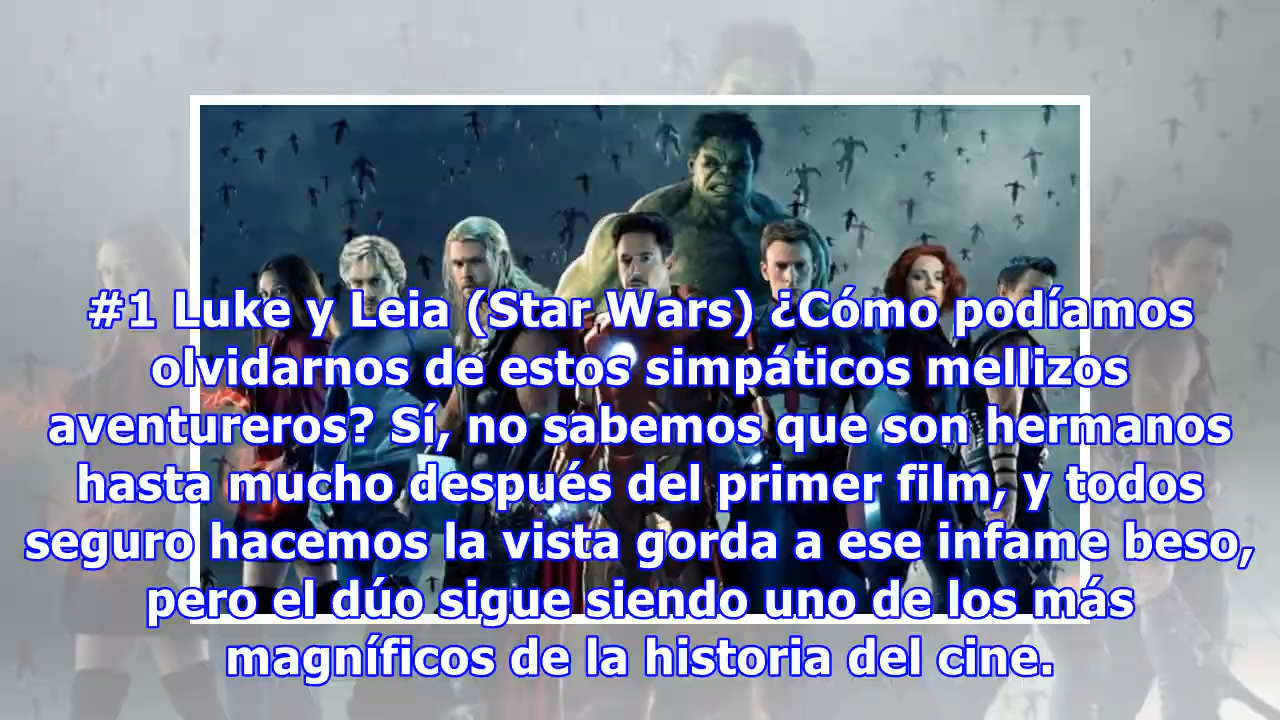 #1 Luke y Leia (Star Wars) ¿Cómo podíamos
olvidarnos de estos simpáticos mellizos
aventureros? Sí, no sabemos que son hermanos
hasta mucho después del primer film, y todos
seguro hacemos la vista gorda a ese infame beso,
pero el dúo sigue siendo uno de los más
magníficos de la historia del cine.